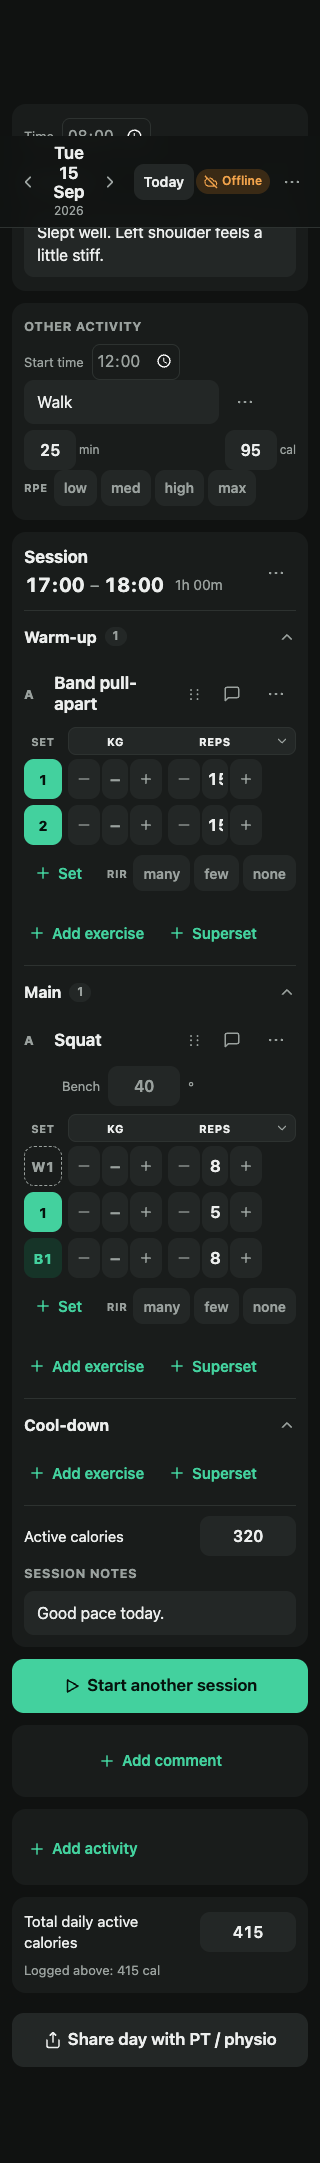 Tue
15
Sep
2026
Today
Offline
Slept well. Left shoulder feels a
little stiff.
OTHER ACTIVITY
Start time 12:00
Walk
25 min 95 cal
RPE low med high max
Session
17:00 – 18:00 1h 00m
Warm-up 1
A Band pull-
apart
SET KG REPS
1 – – + – 15 +
2 – – + – 15 +
+ Set RIR many few none
+ Add exercise + Superset
Main 1
A Squat
Bench 40 °
SET KG REPS
W1 – – + – 8 +
1 – – + – 5 +
B1 – – + – 8 +
+ Set RIR many few none
+ Add exercise + Superset
Cool-down
+ Add exercise + Superset
Active calories 320
SESSION NOTES
Good pace today.
Start another session
+ Add comment
+ Add activity
Total daily active
calories
415
Logged above: 415 cal
Share day with PT / physio